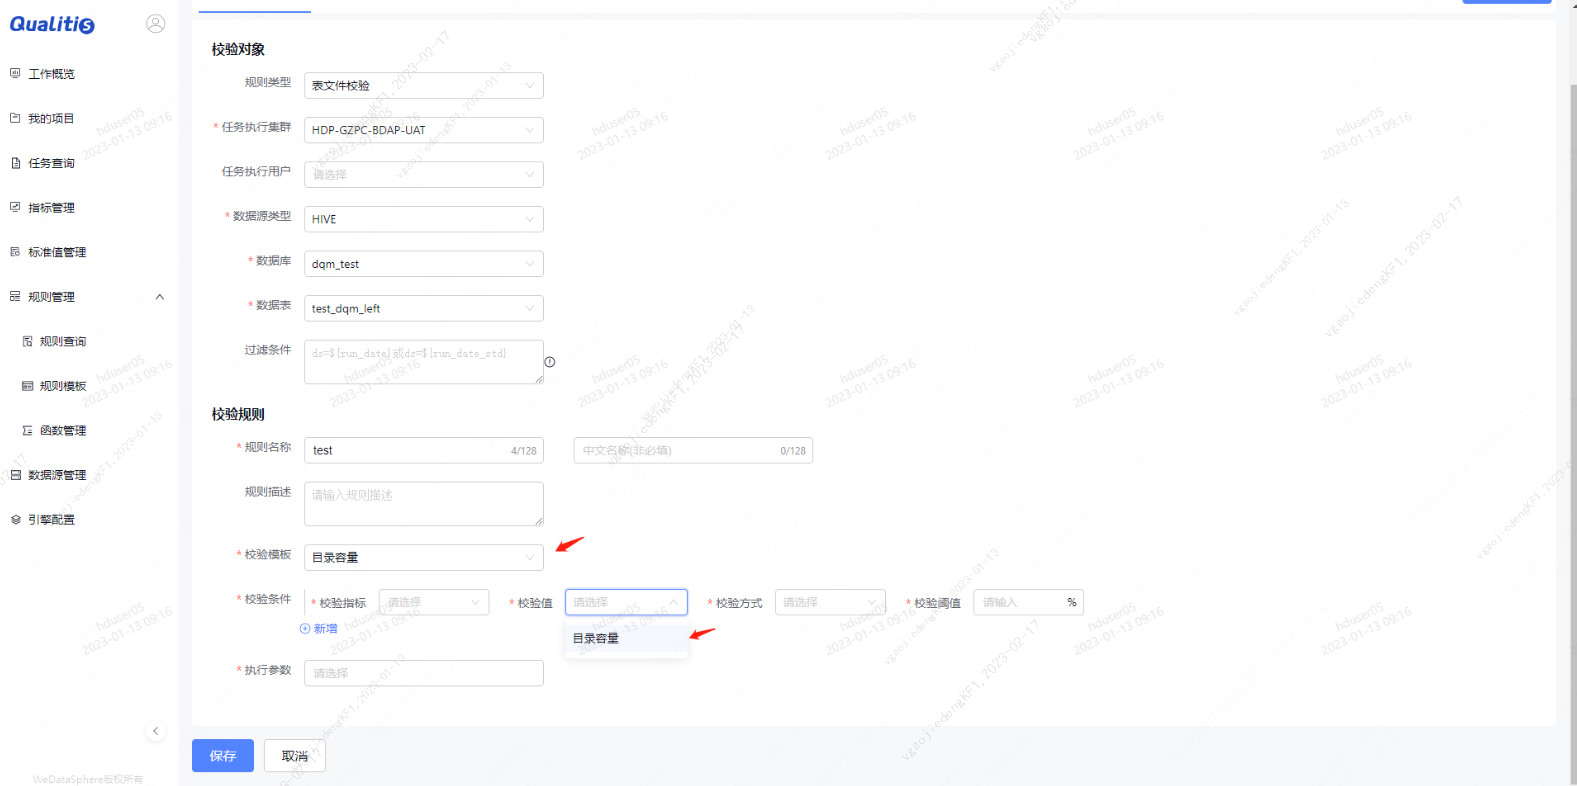 Qualitis
工作概览
我的项目
任务查询
指标管理
标准值管理
规则管理
规则查询
规则模板
函数管理
数据源管理
引擎配置
WeDataSphere版权所有
校验对象
规则类型
表文件校验
* 任务执行集群
HDP-GZPC-BDAP-UAT
任务执行用户
请选择
* 数据源类型
HIVE
* 数据库
dqm_test
* 数据表
test_dqm_left
过滤条件
ds=${run_date}或ds=${run_date_std}
校验规则
* 规则名称
test
4/128
中文名称(非必填)
0/128
规则描述
请输入规则描述
* 校验模板
目录容量
* 校验条件
* 校验指标
请选择
* 校验值
请选择
* 校验方式
请选择
* 校验阈值
请输入
%
新增
目录容量
* 执行参数
请选择
保存
取消
hduser05
2023-01-13 09:16
vgaojiedengKF1, 2023-01-13
vgaojiedengKF1, 2023-02-17